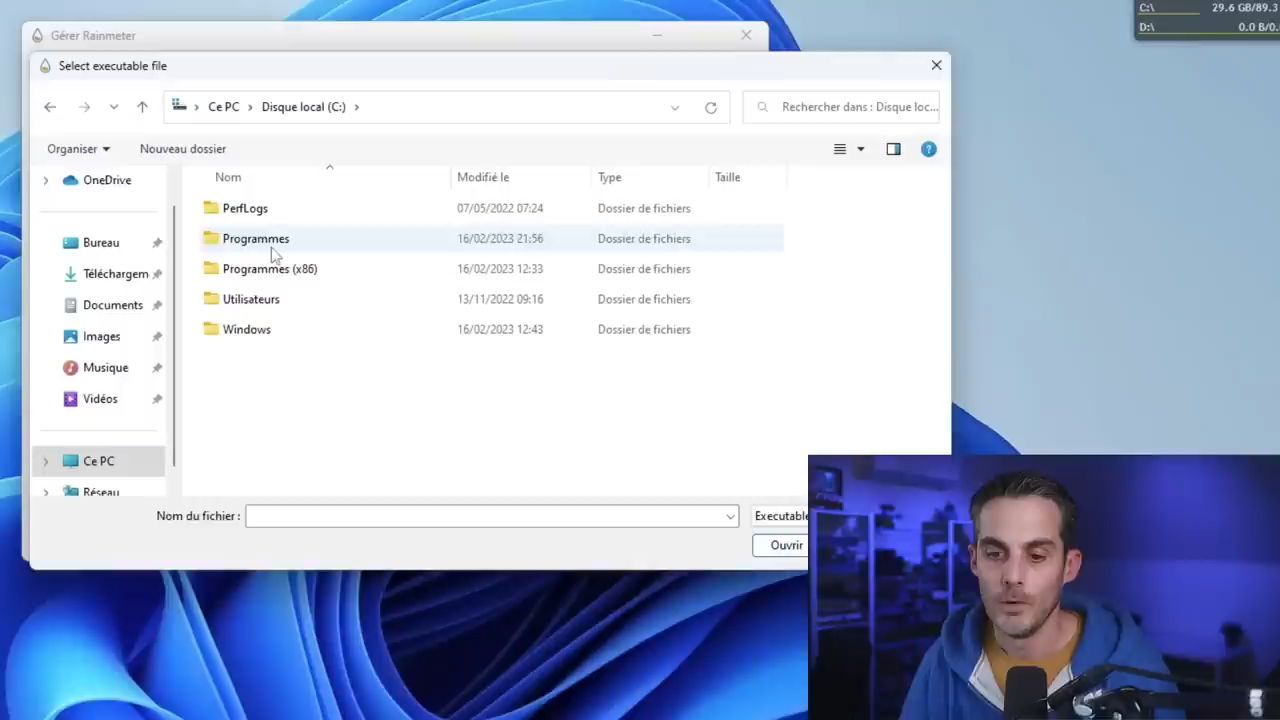 C:\ 29.6 GB/89.3
D:\ 0.0 B/0.
Gérer Rainmeter
Select executable file
Ce PC > Disque local (C:) >
Rechercher dans : Disque loc...
Organiser
Nouveau dossier
Nom Modifié le Type Taille
OneDrive
Bureau
Téléchargem
Documents
Images
Musique
Vidéos
Ce PC
Réseau
PerfLogs 07/05/2022 07:24 Dossier de fichiers
Programmes 16/02/2023 21:56 Dossier de fichiers
Programmes (x86) 16/02/2023 12:33 Dossier de fichiers
Utilisateurs 13/11/2022 09:16 Dossier de fichiers
Windows 16/02/2023 12:43 Dossier de fichiers
Nom du fichier :
Executable
Ouvrir